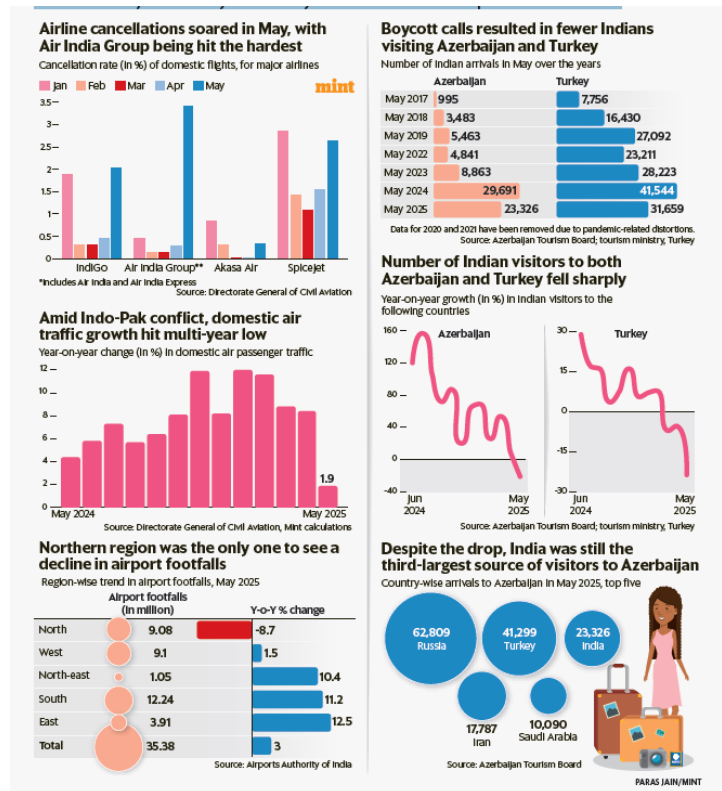 Airline cancellations soared in May, with
Air India Group being hit the hardest
Cancellation rate (in %) of domestic flights, for major airlines
Jan Feb Mar Apr May
mint
3.5
3
2.5
2
1.5
1
0.5
0
IndiGo Air India Group** Akasa Air SpiceJet
*Includes Air India and Air India Express
Source: Directorate General of Civil Aviation
Amid Indo-Pak conflict, domestic air
traffic growth hit multi-year low
Year-on-year change (in %) in domestic air passenger traffic
12
10
8
6
4
2
0
1.9
May 2024 May 2025
Source: Directorate General of Civil Aviation, Mint calculations
Northern region was the only one to see a
decline in airport footfalls
Region-wise trend in airport footfalls, May 2025
Airport footfalls
(in million) Y-o-Y % change
North 9.08 -8.7
West 9.1 1.5
North-east 1.05 10.4
South 12.24 11.2
East 3.91 12.5
Total 35.38 3
Source: Airports Authority of India
Boycott calls resulted in fewer Indians
visiting Azerbaijan and Turkey
Number of Indian arrivals in May over the years
Azerbaijan Turkey
May 2017 995 7,756
May 2018 3,483 16,430
May 2019 5,463 27,092
May 2022 4,841 23,211
May 2023 8,863 28,223
May 2024 29,691 41,544
May 2025 23,326 31,659
Data for 2020 and 2021 have been removed due to pandemic-related distortions.
Source: Azerbaijan Tourism Board; tourism ministry, Turkey
Number of Indian visitors to both
Azerbaijan and Turkey fell sharply
Year-on-year growth (in %) in Indian visitors to the
following countries
Azerbaijan
160
120
80
40
0
-40
Jun
2024
May
2025
Turkey
30
15
0
-15
-30
Jun
2024
May
2025
Source: Azerbaijan Tourism Board; tourism ministry, Turkey
Despite the drop, India was still the
third-largest source of visitors to Azerbaijan
Country-wise arrivals to Azerbaijan in May 2025, top five
62,809
Russia
41,299
Turkey
23,326
India
17,787
Iran
10,090
Saudi Arabia
Source: Azerbaijan Tourism Board
PARAS JAIN/MINT